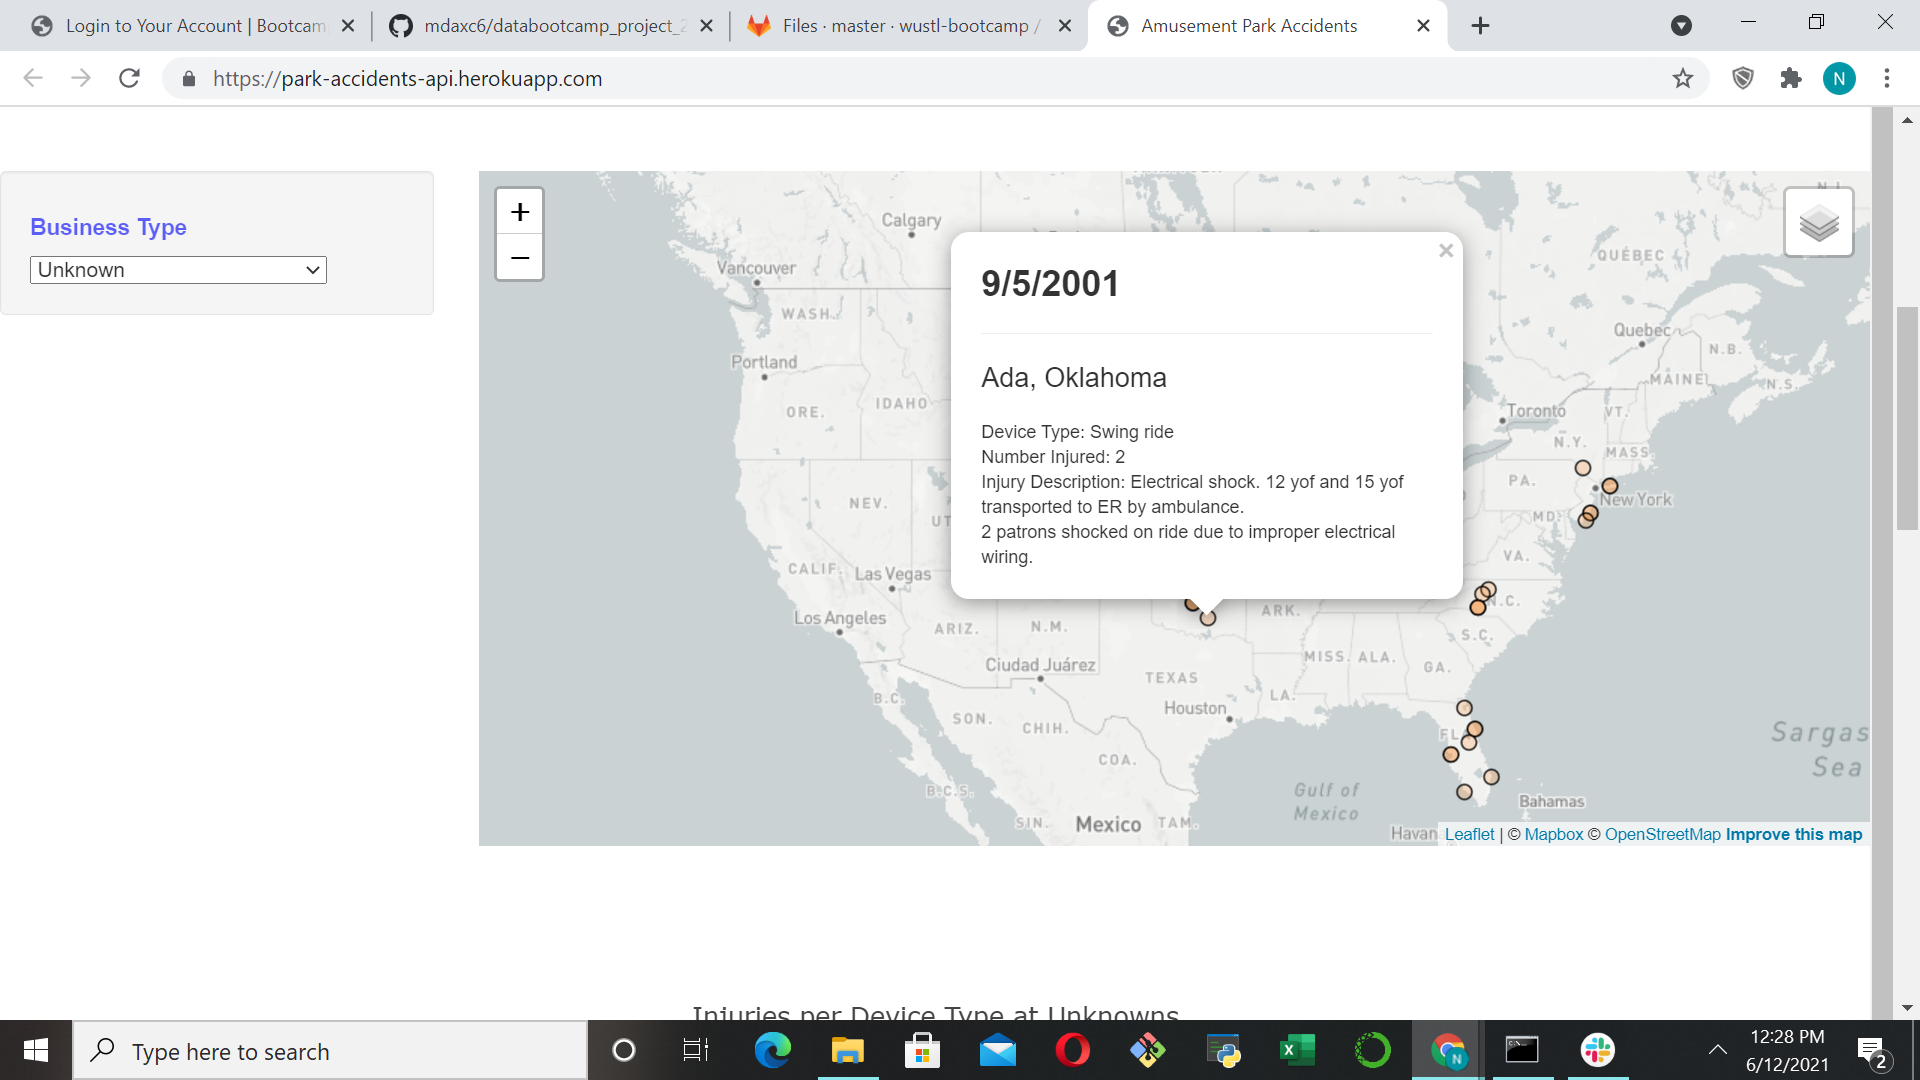 Login to Your Account | Bootcam
mdaxc6/databootcamp_project_2
Files · master · wustl-bootcamp /
Amusement Park Accidents
https://park-accidents-api.herokuapp.com
N
Business Type
Unknown
+
−
9/5/2001
Ada, Oklahoma
Device Type: Swing ride
Number Injured: 2
Injury Description: Electrical shock. 12 yof and 15 yof
transported to ER by ambulance.
2 patrons shocked on ride due to improper electrical
wiring.
Calgary
Vancouver
WASH.
Portland
ORE.
IDAHO
NEV.
UT
CALIF.
Las Vegas
Los Angeles
ARIZ.
N.M.
Ciudad Juárez
TEXAS
Houston
ARK.
MISS.
ALA.
GA.
LA.
S.C.
N.C.
VA.
MD.
PA.
New York
N.Y.
MASS.
VT.
Toronto
MAINE
N.B.
N.S.
Quebec
QUÉBEC
FL
B.C.
SON.
CHIH.
COA.
B.C.S.
SIN.
Mexico
TAM.
Gulf of
Mexico
Sargas
Sea
Bahamas
Havan
Leaflet | © Mapbox © OpenStreetMap Improve this map
Injuries per Device Type at Unknowns
Type here to search
N
12:28 PM
6/12/2021
2